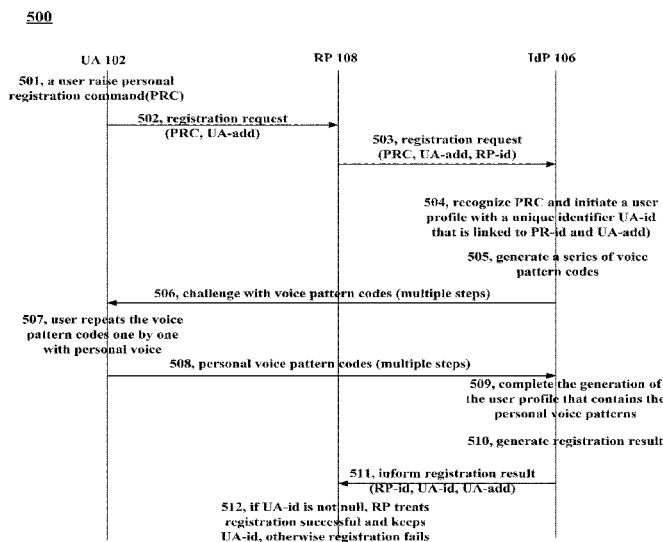 500
UA 102
RP 108
IdP 106
501, a user raise personal
registration command(PRC)
502, registration request
(PRC, UA-add)
503, registration request
(PRC, UA-add, RP-id)
504, recognize PRC and initiate a user
profile with a unique identifier UA-id
that is linked to PR-id and UA-add)
505, generate a series of voice
pattern codes
506, challenge with voice pattern codes (multiple steps)
507, user repeats the voice
pattern codes one by one
with personal voice
508, personal voice pattern codes (multiple steps)
509, complete the generation of
the user profile that contains the
personal voice patterns
510, generate registration result
511, inform registration result
(RP-id, UA-id, UA-add)
512, if UA-id is not null, RP treats
registration successful and keeps
UA-id, otherwise registration fails